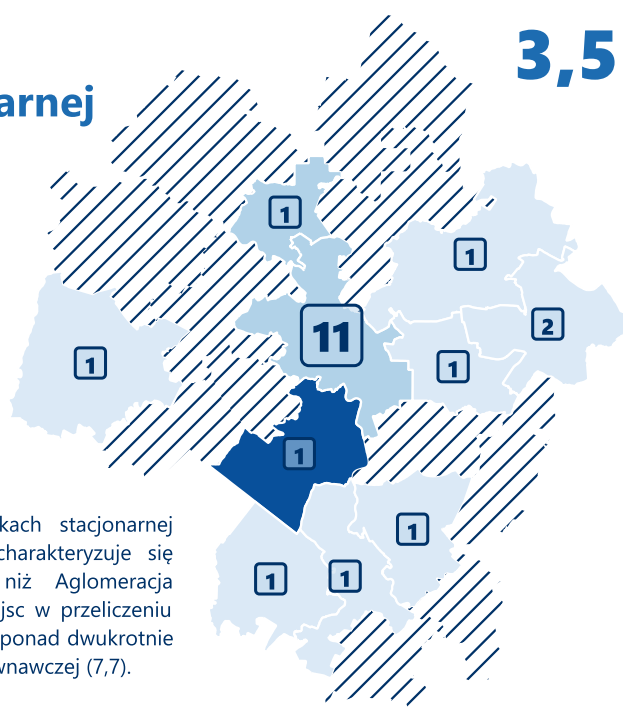 3,5
arnej
1
1
2
11
1
1
1
1
1
1
kach stacjonarnej
charakteryzuje się
niż Aglomeracja
jsc w przeliczeniu
ponad dwukrotnie
wnawczej (7,7).